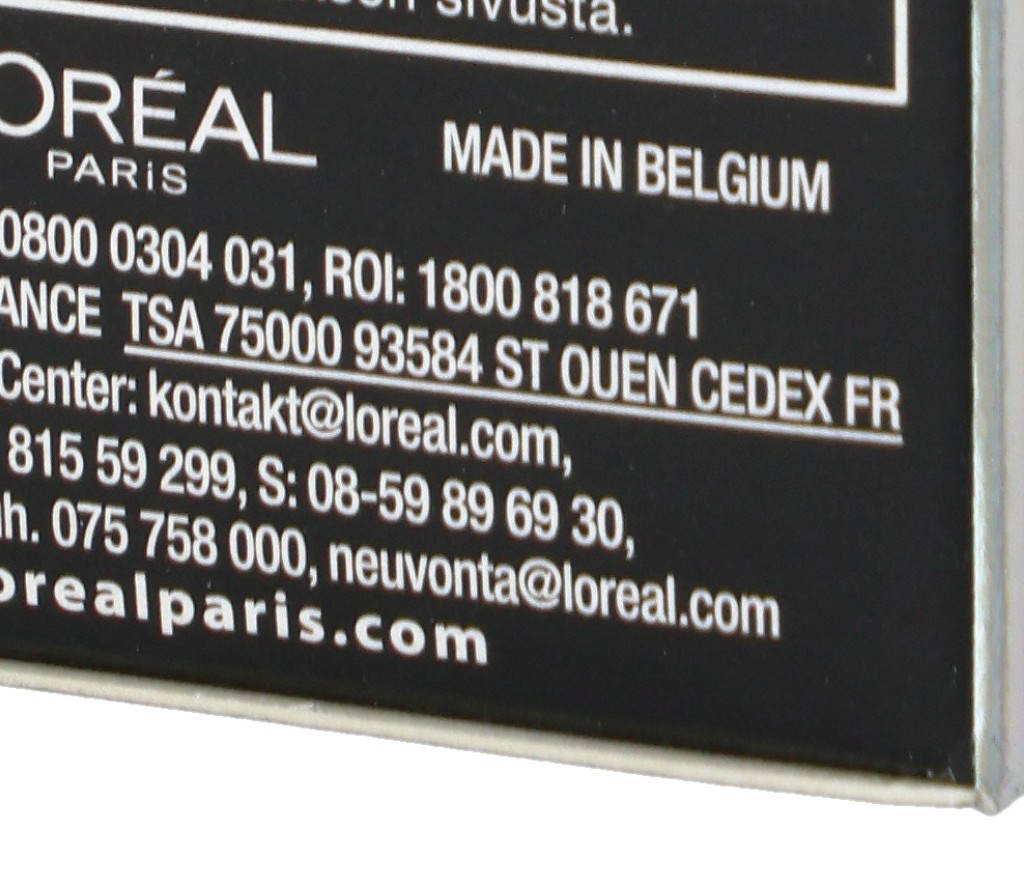 sivusta.
ORÉAL
PARiS
MADE IN BELGIUM
0800 0304 031, ROI: 1800 818 671
ANCE TSA 75000 93584 ST OUEN CEDEX FR
Center: kontakt@loreal.com,
815 59 299, S: 08-59 89 69 30,
uh. 075 758 000, neuvonta@loreal.com
orealparis.com